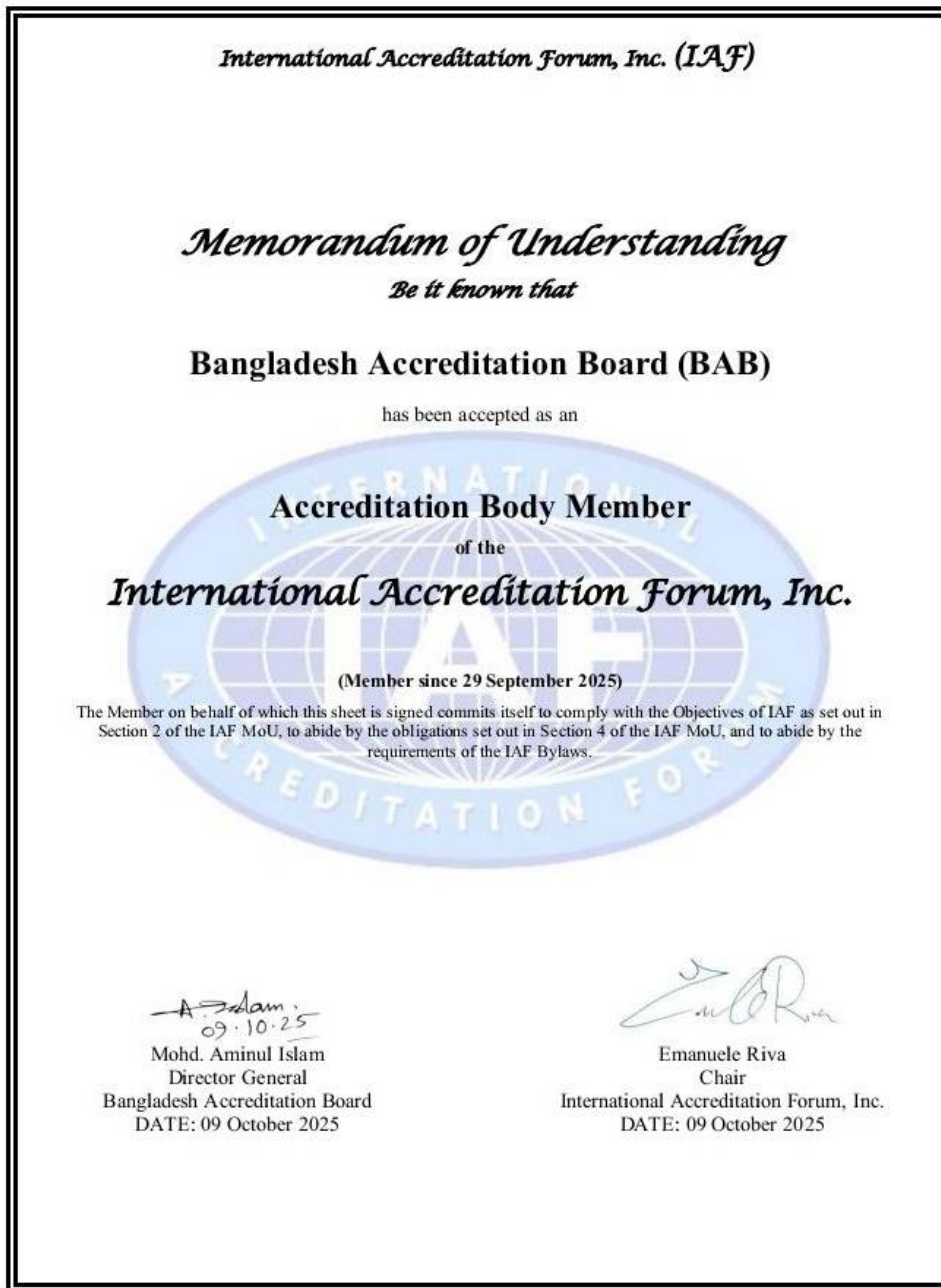 International Accreditation Forum, Inc. (IAF)
Memorandum of Understanding
Be it known that
Bangladesh Accreditation Board (BAB)
has been accepted as an
Accreditation Body Member
of the
International Accreditation Forum, Inc.
(Member since 29 September 2025)
The Member on behalf of which this sheet is signed commits itself to comply with the Objectives of IAF as set out in
Section 2 of the IAF MoU, to abide by the obligations set out in Section 4 of the IAF MoU, and to abide by the
requirements of the IAF Bylaws.
INTERNATIONAL
IAF
ACCREDITATION FORUM
A. Islam.
09.10.25
Mohd. Aminul Islam
Director General
Bangladesh Accreditation Board
DATE: 09 October 2025
Emanuele Riva
Chair
International Accreditation Forum, Inc.
DATE: 09 October 2025